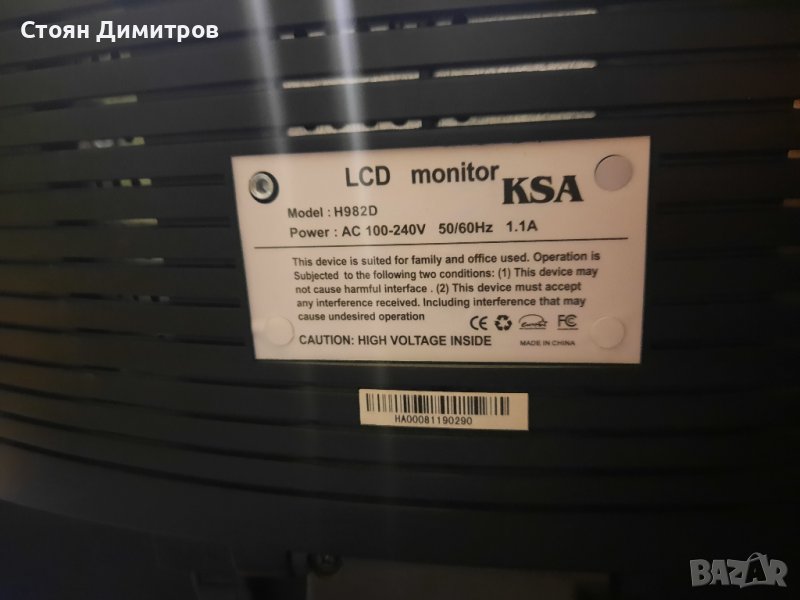 Стоян Димитров
LCD monitor KSA
Model : H982D
Power : AC 100-240V 50/60Hz 1.1A
This device is suited for family and office used. Operation is
Subjected to the following two conditions: (1) This device may
not cause harmful interface . (2) This device must accept
any interference received. Including interference that may
cause undesired operation
CE FC
CAUTION: HIGH VOLTAGE INSIDE MADE IN CHINA
HA00081190290
BAZAR